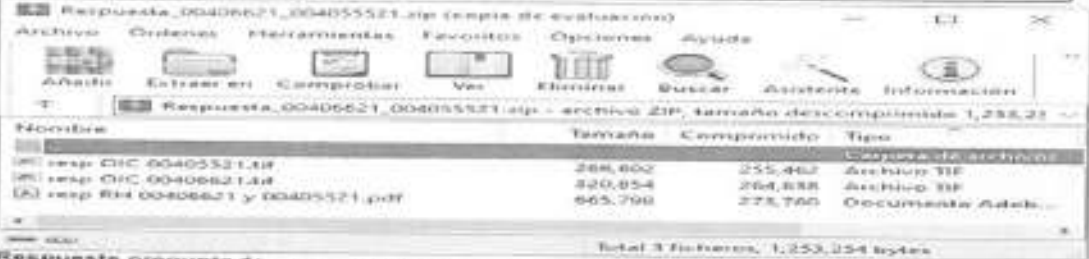 Respuesta_00406621_004055521.zip (copia de evaluación)
Archivo Órdenes Herramientas Favoritos Opciones Ayuda
Añadir Extraer en Comprobar Ver Eliminar Buscar Asistente Información
Respuesta_00406621_004055521.zip - archivo ZIP, tamaño descomprimido 1,253,25
Nombre Tamaño Comprimido Tipo
Carpeta de archivos
resp OIC 00405521.tif 266,602 255,462 Archivo TIF
resp OIC 00406621.tif 320,854 264,838 Archivo TIF
resp RH 00406621 y 00405521.pdf 665,798 273,760 Documento Adob...
Total 3 ficheros, 1,253,254 bytes
Respuesta